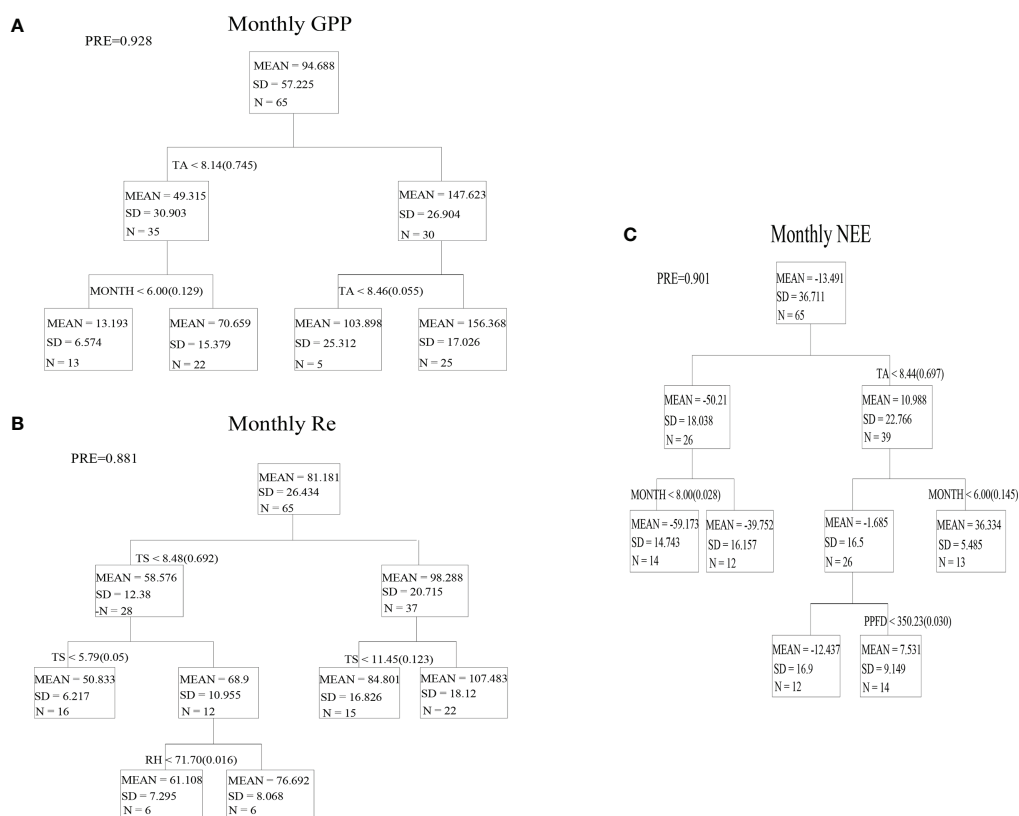 A
Monthly GPP
PRE=0.928
MEAN = 94.688
SD = 57.225
N = 65
TA < 8.14(0.745)
MEAN = 49.315
SD = 30.903
N = 35
MEAN = 147.623
SD = 26.904
N = 30
MONTH < 6.00(0.129)
TA < 8.46(0.055)
MEAN = 13.193
SD = 6.574
N = 13
MEAN = 70.659
SD = 15.379
N = 22
MEAN = 103.898
SD = 25.312
N = 5
MEAN = 156.368
SD = 17.026
N = 25
B
Monthly Re
PRE=0.881
MEAN = 81.181
SD = 26.434
N = 65
TS < 8.48(0.692)
MEAN = 58.576
SD = 12.38
-N = 28
MEAN = 98.288
SD = 20.715
N = 37
TS < 5.79(0.05)
TS < 11.45(0.123)
MEAN = 50.833
SD = 6.217
N = 16
MEAN = 68.9
SD = 10.955
N = 12
MEAN = 84.801
SD = 16.826
N = 15
MEAN = 107.483
SD = 18.12
N = 22
RH < 71.70(0.016)
MEAN = 61.108
SD = 7.295
N = 6
MEAN = 76.692
SD = 8.068
N = 6
C
Monthly NEE
PRE=0.901
MEAN = -13.491
SD = 36.711
N = 65
TA < 8.44(0.697)
MEAN = -50.21
SD = 18.038
N = 26
MEAN = 10.988
SD = 22.766
N = 39
MONTH < 8.00(0.028)
MONTH < 6.00(0.145)
MEAN = -59.173
SD = 14.743
N = 14
MEAN = -39.752
SD = 16.157
N = 12
MEAN = -1.685
SD = 16.5
N = 26
MEAN = 36.334
SD = 5.485
N = 13
PPFD < 350.23(0.030)
MEAN = -12.437
SD = 16.9
N = 12
MEAN = 7.531
SD = 9.149
N = 14